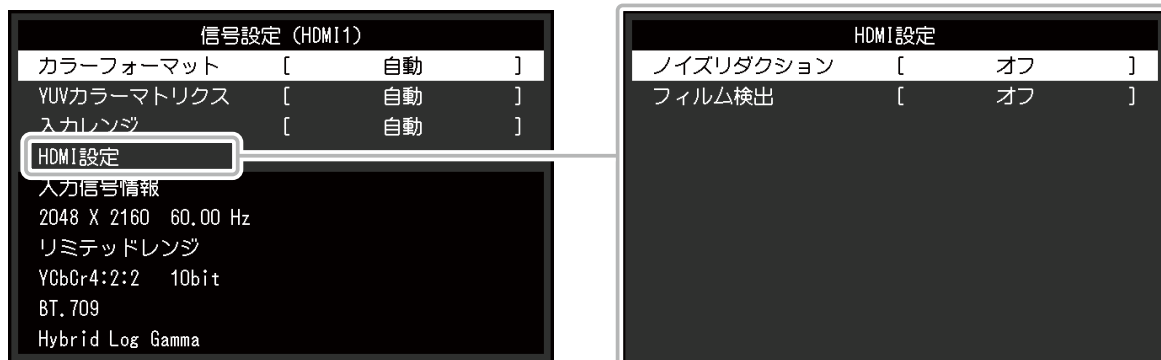 信号設定 (HDMI1)
カラーフォーマット [ 自動 ]
YUVカラーマトリクス [ 自動 ]
入力レンジ [ 自動 ]
HDMI設定
入力信号情報
2048 X 2160 60.00 Hz
リミテッドレンジ
YCbCr4:2:2 10bit
BT.709
Hybrid Log Gamma
HDMI設定
ノイズリダクション [ オフ ]
フィルム検出 [ オフ ]